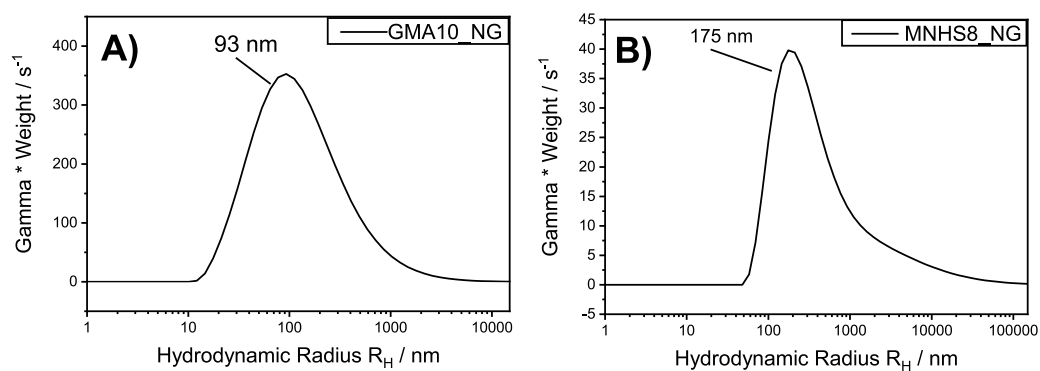 A)
93 nm
GMA10_NG
Gamma * Weight / s-1
400
300
200
100
0
1
10
100
1000
10000
Hydrodynamic Radius RH / nm
B)
175 nm
MNHS8_NG
Gamma * Weight / s-1
45
40
35
30
25
20
15
10
5
0
−5
1
10
100
1000
10000
100000
Hydrodynamic Radius RH / nm